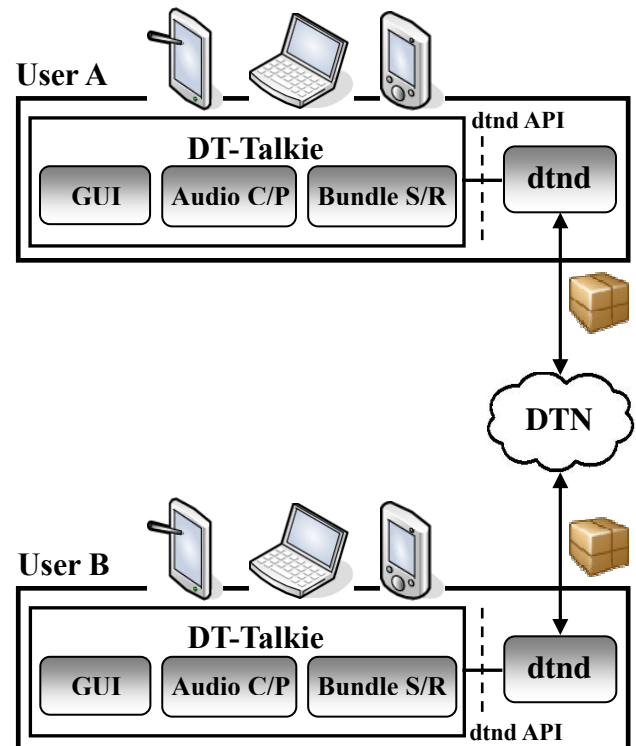 User A
dtnd API
DT-Talkie
GUI
Audio C/P
Bundle S/R
dtnd
DTN
User B
DT-Talkie
GUI
Audio C/P
Bundle S/R
dtnd
dtnd API